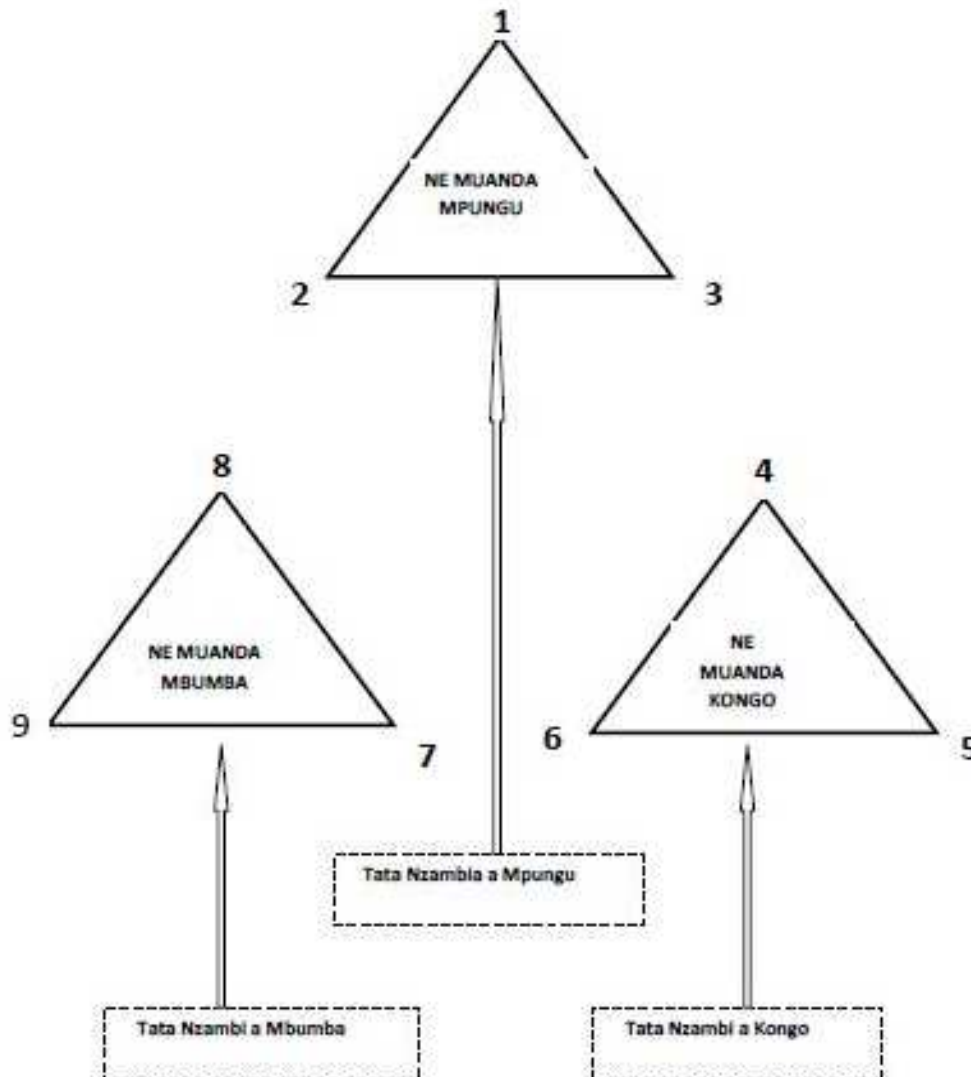 1
NE MUANDA
MPUNGU
2
3
8
4
NE MUANDA
MBUMBA
NE
MUANDA
KONGO
9
7
6
5
Tata Nzambia a Mpungu
Tata Nzambi a Mbumba
Tata Nzambi a Kongo